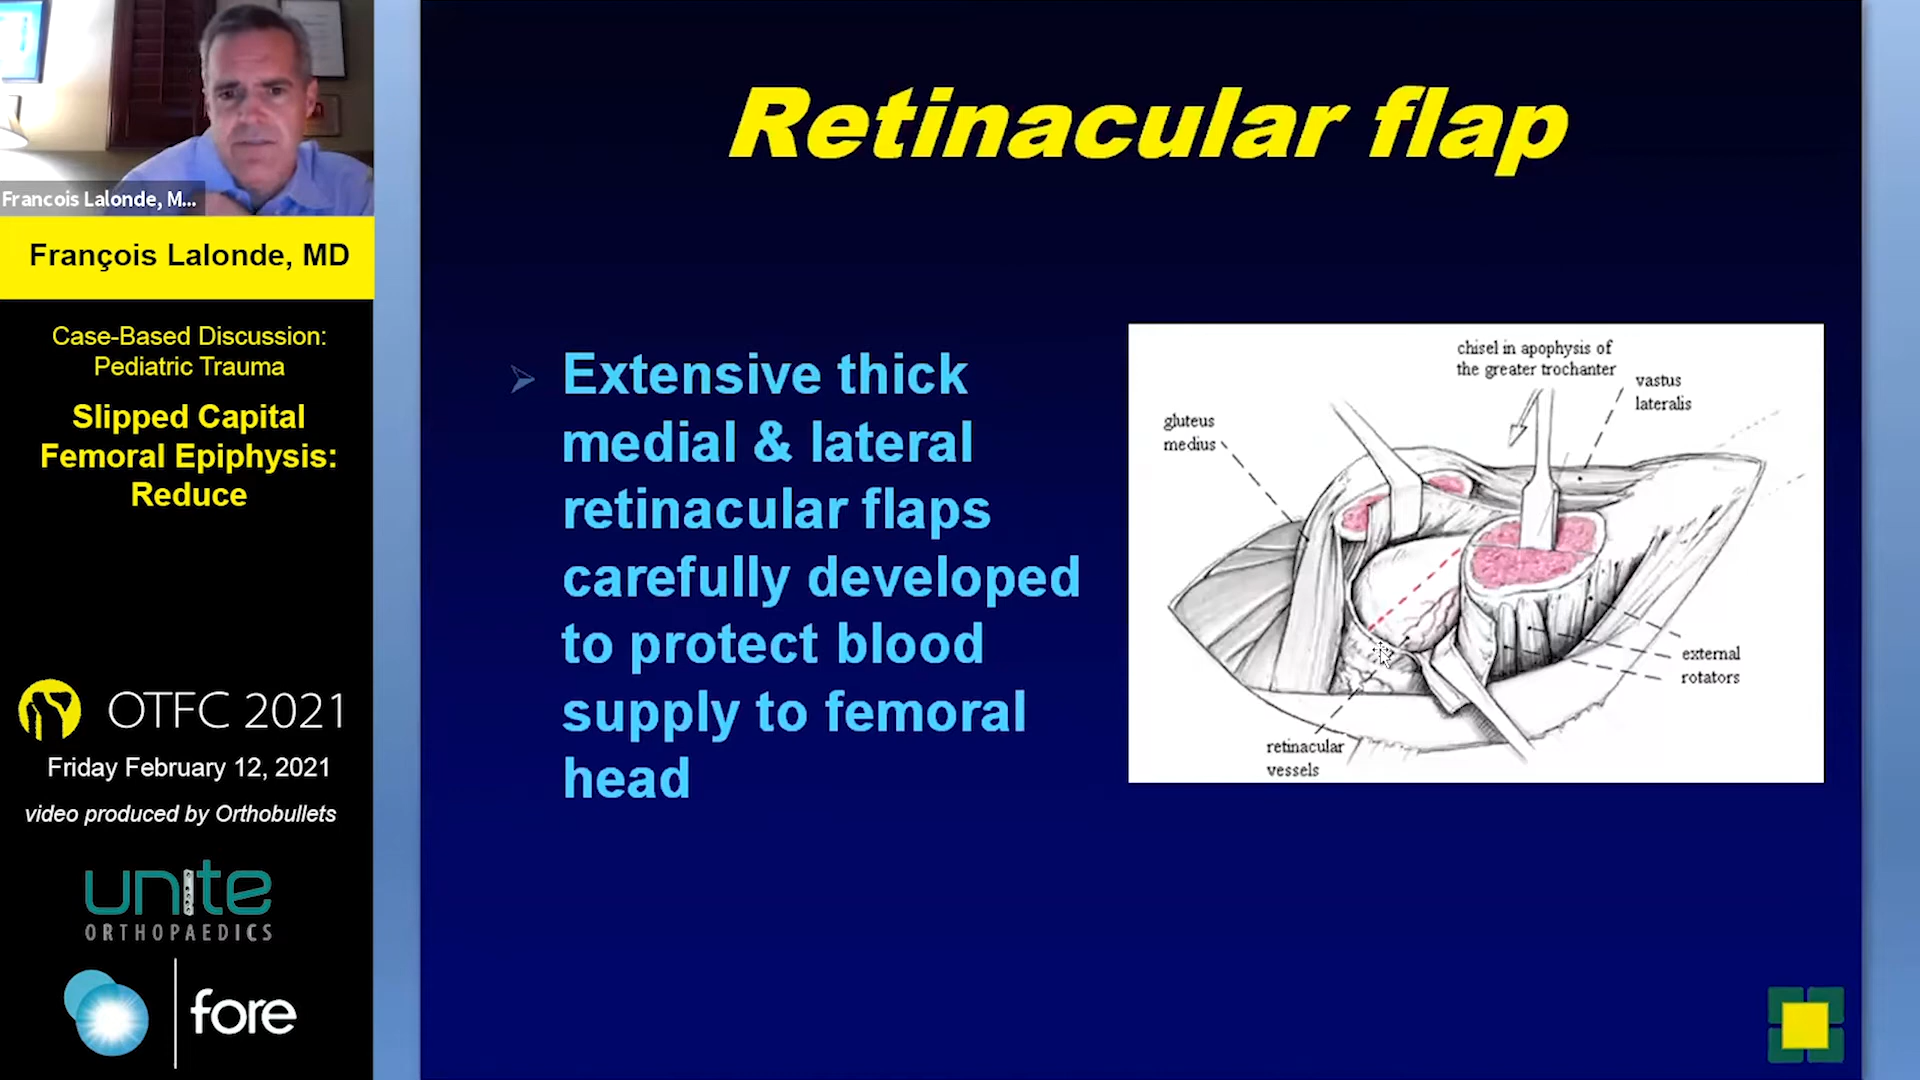 Francois Lalonde, M...
François Lalonde, MD
Case-Based Discussion:
Pediatric Trauma
Slipped Capital
Femoral Epiphysis:
Reduce
OTFC 2021
Friday February 12, 2021
video produced by Orthobullets
unite
ORTHOPAEDICS
fore
Retinacular flap
Extensive thick
medial & lateral
retinacular flaps
carefully developed
to protect blood
supply to femoral
head
chisel in apophysis of
the greater trochanter
vastus
lateralis
gluteus
medius
external
rotators
retinacular
vessels